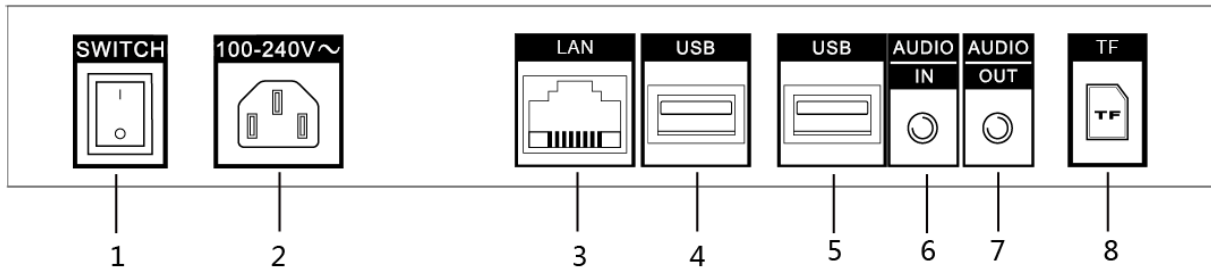 SWITCH 100-240V～ LAN USB USB AUDIO AUDIO TF
IN OUT
TF
1 2 3 4 5 6 7 8